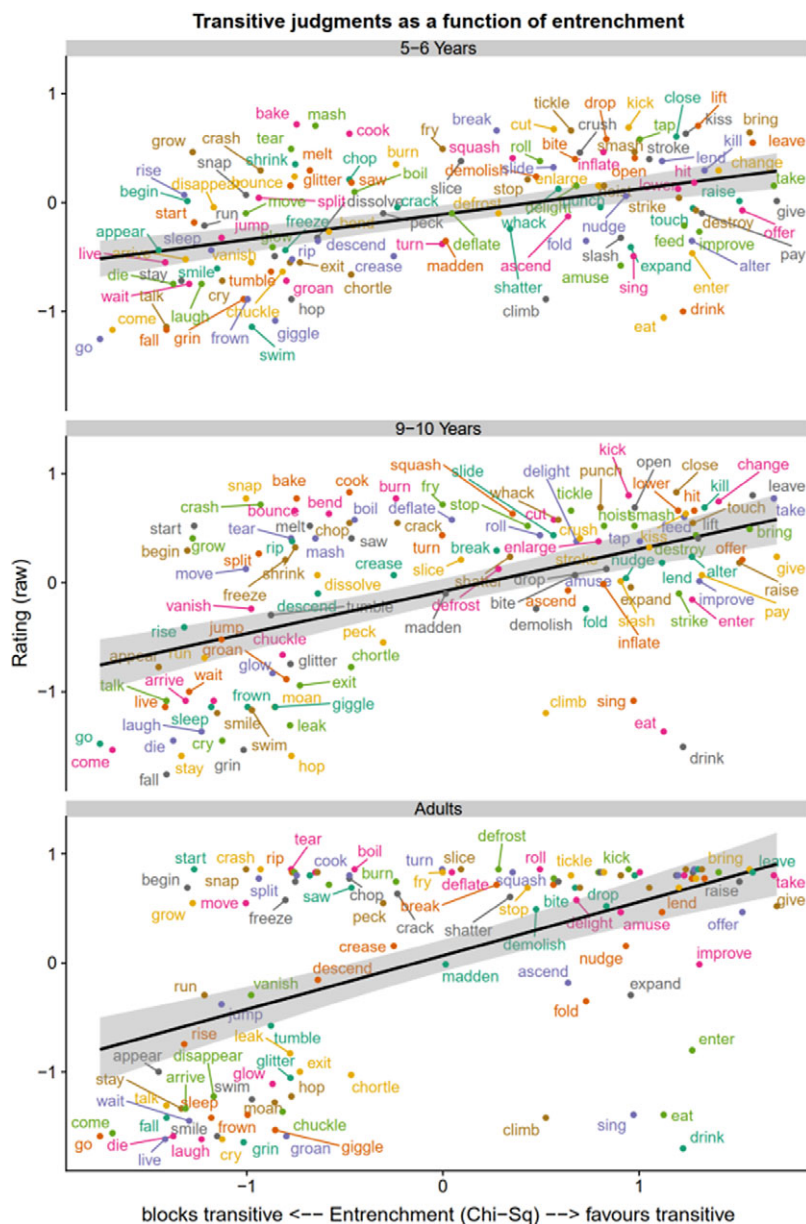 Transitive judgments as a function of entrenchment
5−6 Years
1
0
−1
bake mash
cook
grow crash tear
snap shrink melt
rise disappear bounce glitter chop saw
begin
start run move split boil
burn fry
break cut tickle drop crush kick tap close lift
kiss bring
squash roll bite smash stroke leave
demolish slide inflate open lend kill change
slice stop enlarge hit lower take
appear sleep jump freeze dissolve crack defrost punch delight strike raise giving
live arrive glow bend peck whack touch destroy offer
die stay vanish rip descend deflate turn madden nudge feed improve pay
wait smile tumble exit crease shatter ascend fold slash expand alter
talk laugh cry chuckle groan chortle amuse sing enter
come fall grin frown hop climb drink
go giggle eat
swim
9−10 Years
1
0
−1
Rating (raw)
snap bake cook burn squash slide delight punch kick open close change
crash bounce bend boil deflate fry whack tickle lower hit kill leave
start tear melt chop crack stop cut hoist smash touch take
begin grow rip mash saw turn roll crush tap kiss feed lift bring
split shrink break enlarge stroke destroy
move freeze dissolve crease slice shatter drop amuse nudge lend alter offer give
vanish descend tumble defrost bite ascend expand improve raise
rise jump chuckle madden demolish fold slash strike enter pay
appear run groan peck inflate
talk arrive wait glow glitter chortle
live exit
laugh sleep frown moan giggle climb sing
go die cry smile swim leak eat
come fall stay grin hop drink
Adults
1
0
−1
start crash rip tear cook boil turn slice defrost roll tickle kick bring leave
begin snap split burn fry deflate squash bite drop lend raise take
grow move freeze saw chop peck crack break shatter stop delight amuse offer give
crease demolish nudge improve
run vanish descend madden ascend fold expand
rise jump leak tumble enter
appear disappear glitter exit
stay arrive swim glow hop chortle
wait talk sleep moan
come fall smile frown chuckle climb sing eat
go die live laugh cry grin groan giggle drink
−1 0 1
blocks transitive <−− Entrenchment (Chi−Sq) −−> favours transitive